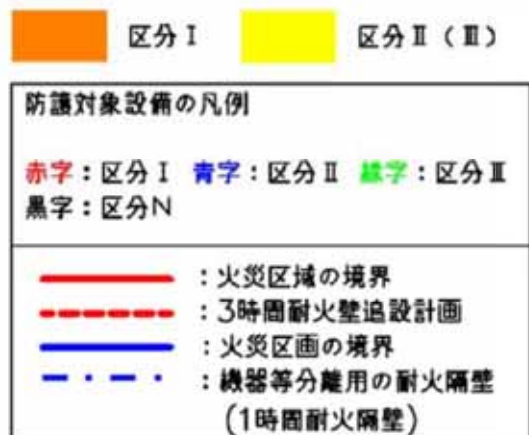 区分Ⅰ 区分Ⅱ（Ⅲ）
防護対象設備の凡例
赤字：区分Ⅰ 青字：区分Ⅱ 緑字：区分Ⅲ
黒字：区分N
：火災区域の境界
：3時間耐火壁追設計画
：火災区画の境界
：機器等分離用の耐火隔壁
（1時間耐火隔壁）